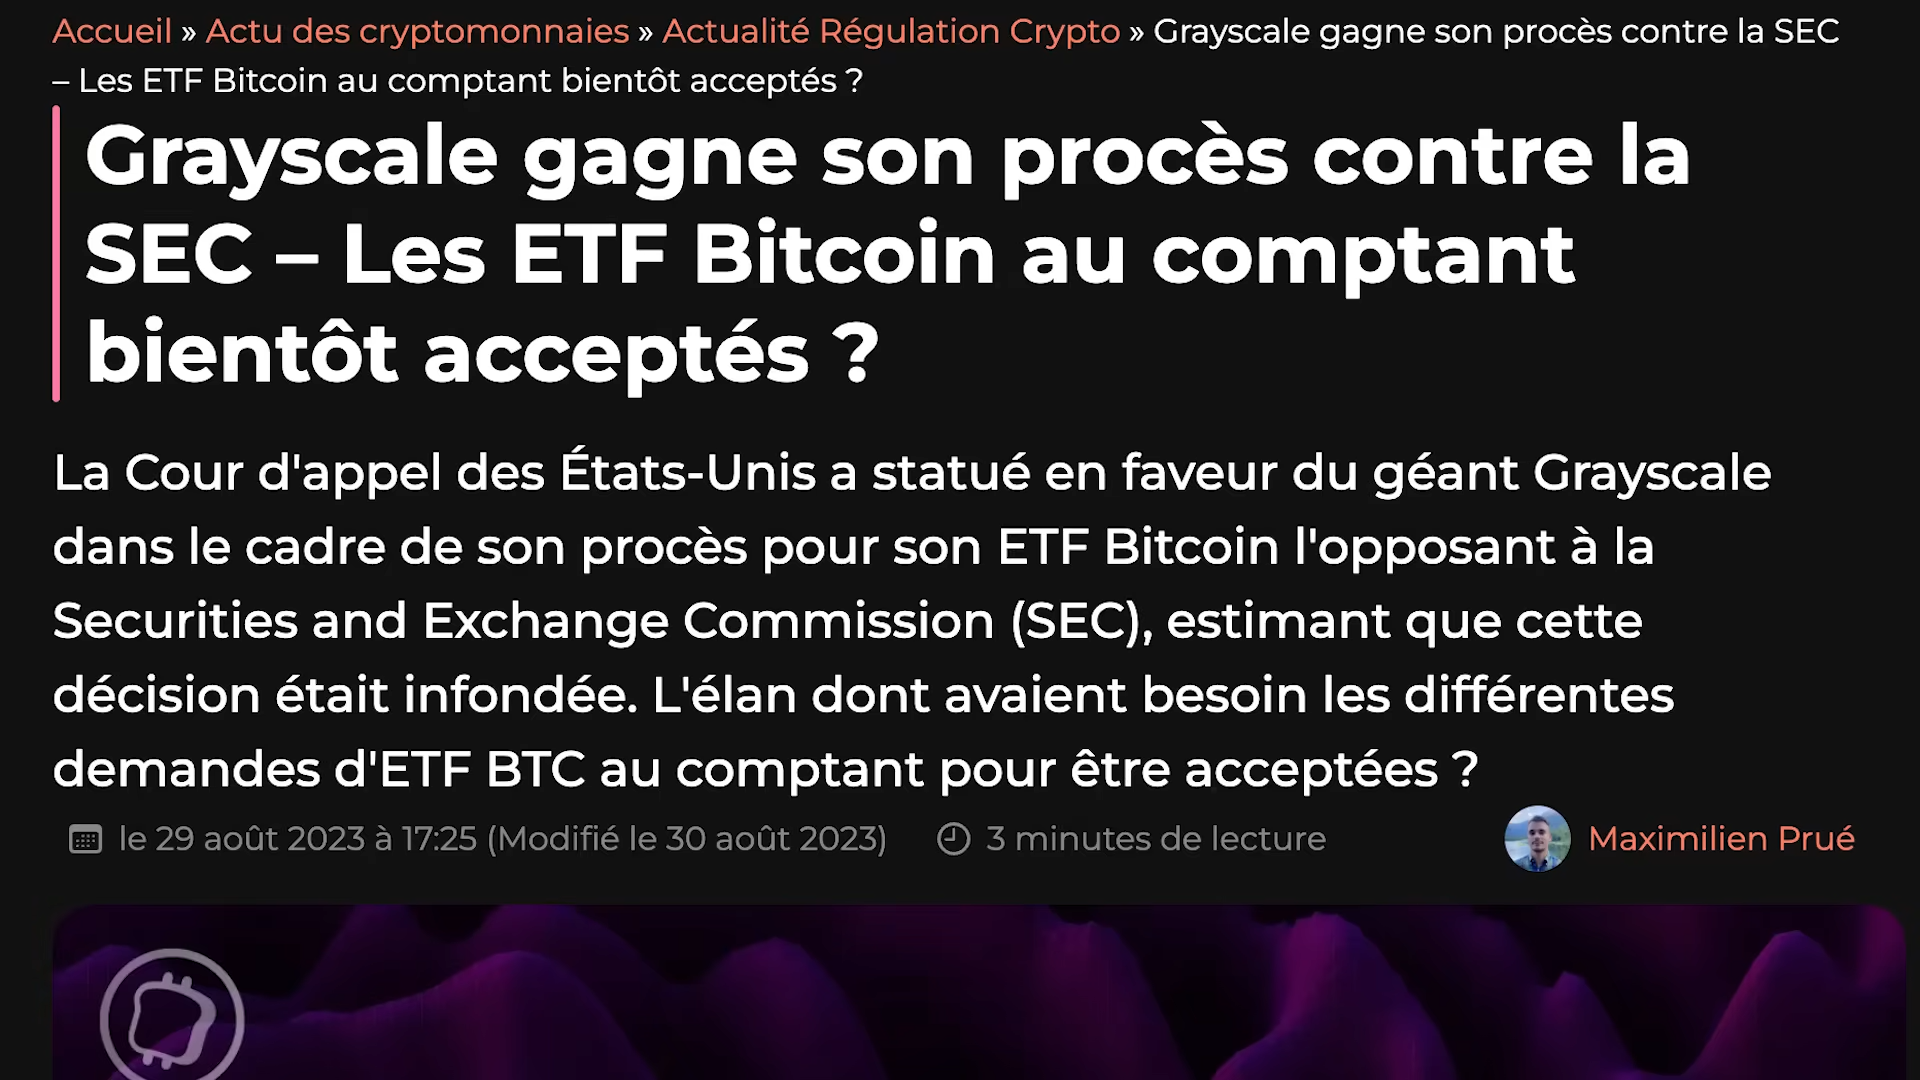 Accueil » Actu des cryptomonnaies » Actualité Régulation Crypto » Grayscale gagne son procès contre la SEC
– Les ETF Bitcoin au comptant bientôt acceptés ?
Grayscale gagne son procès contre la
SEC – Les ETF Bitcoin au comptant
bientôt acceptés ?
La Cour d'appel des États-Unis a statué en faveur du géant Grayscale
dans le cadre de son procès pour son ETF Bitcoin l'opposant à la
Securities and Exchange Commission (SEC), estimant que cette
décision était infondée. L'élan dont avaient besoin les différentes
demandes d'ETF BTC au comptant pour être acceptées ?
le 29 août 2023 à 17:25 (Modifié le 30 août 2023) 3 minutes de lecture Maximilien Prué